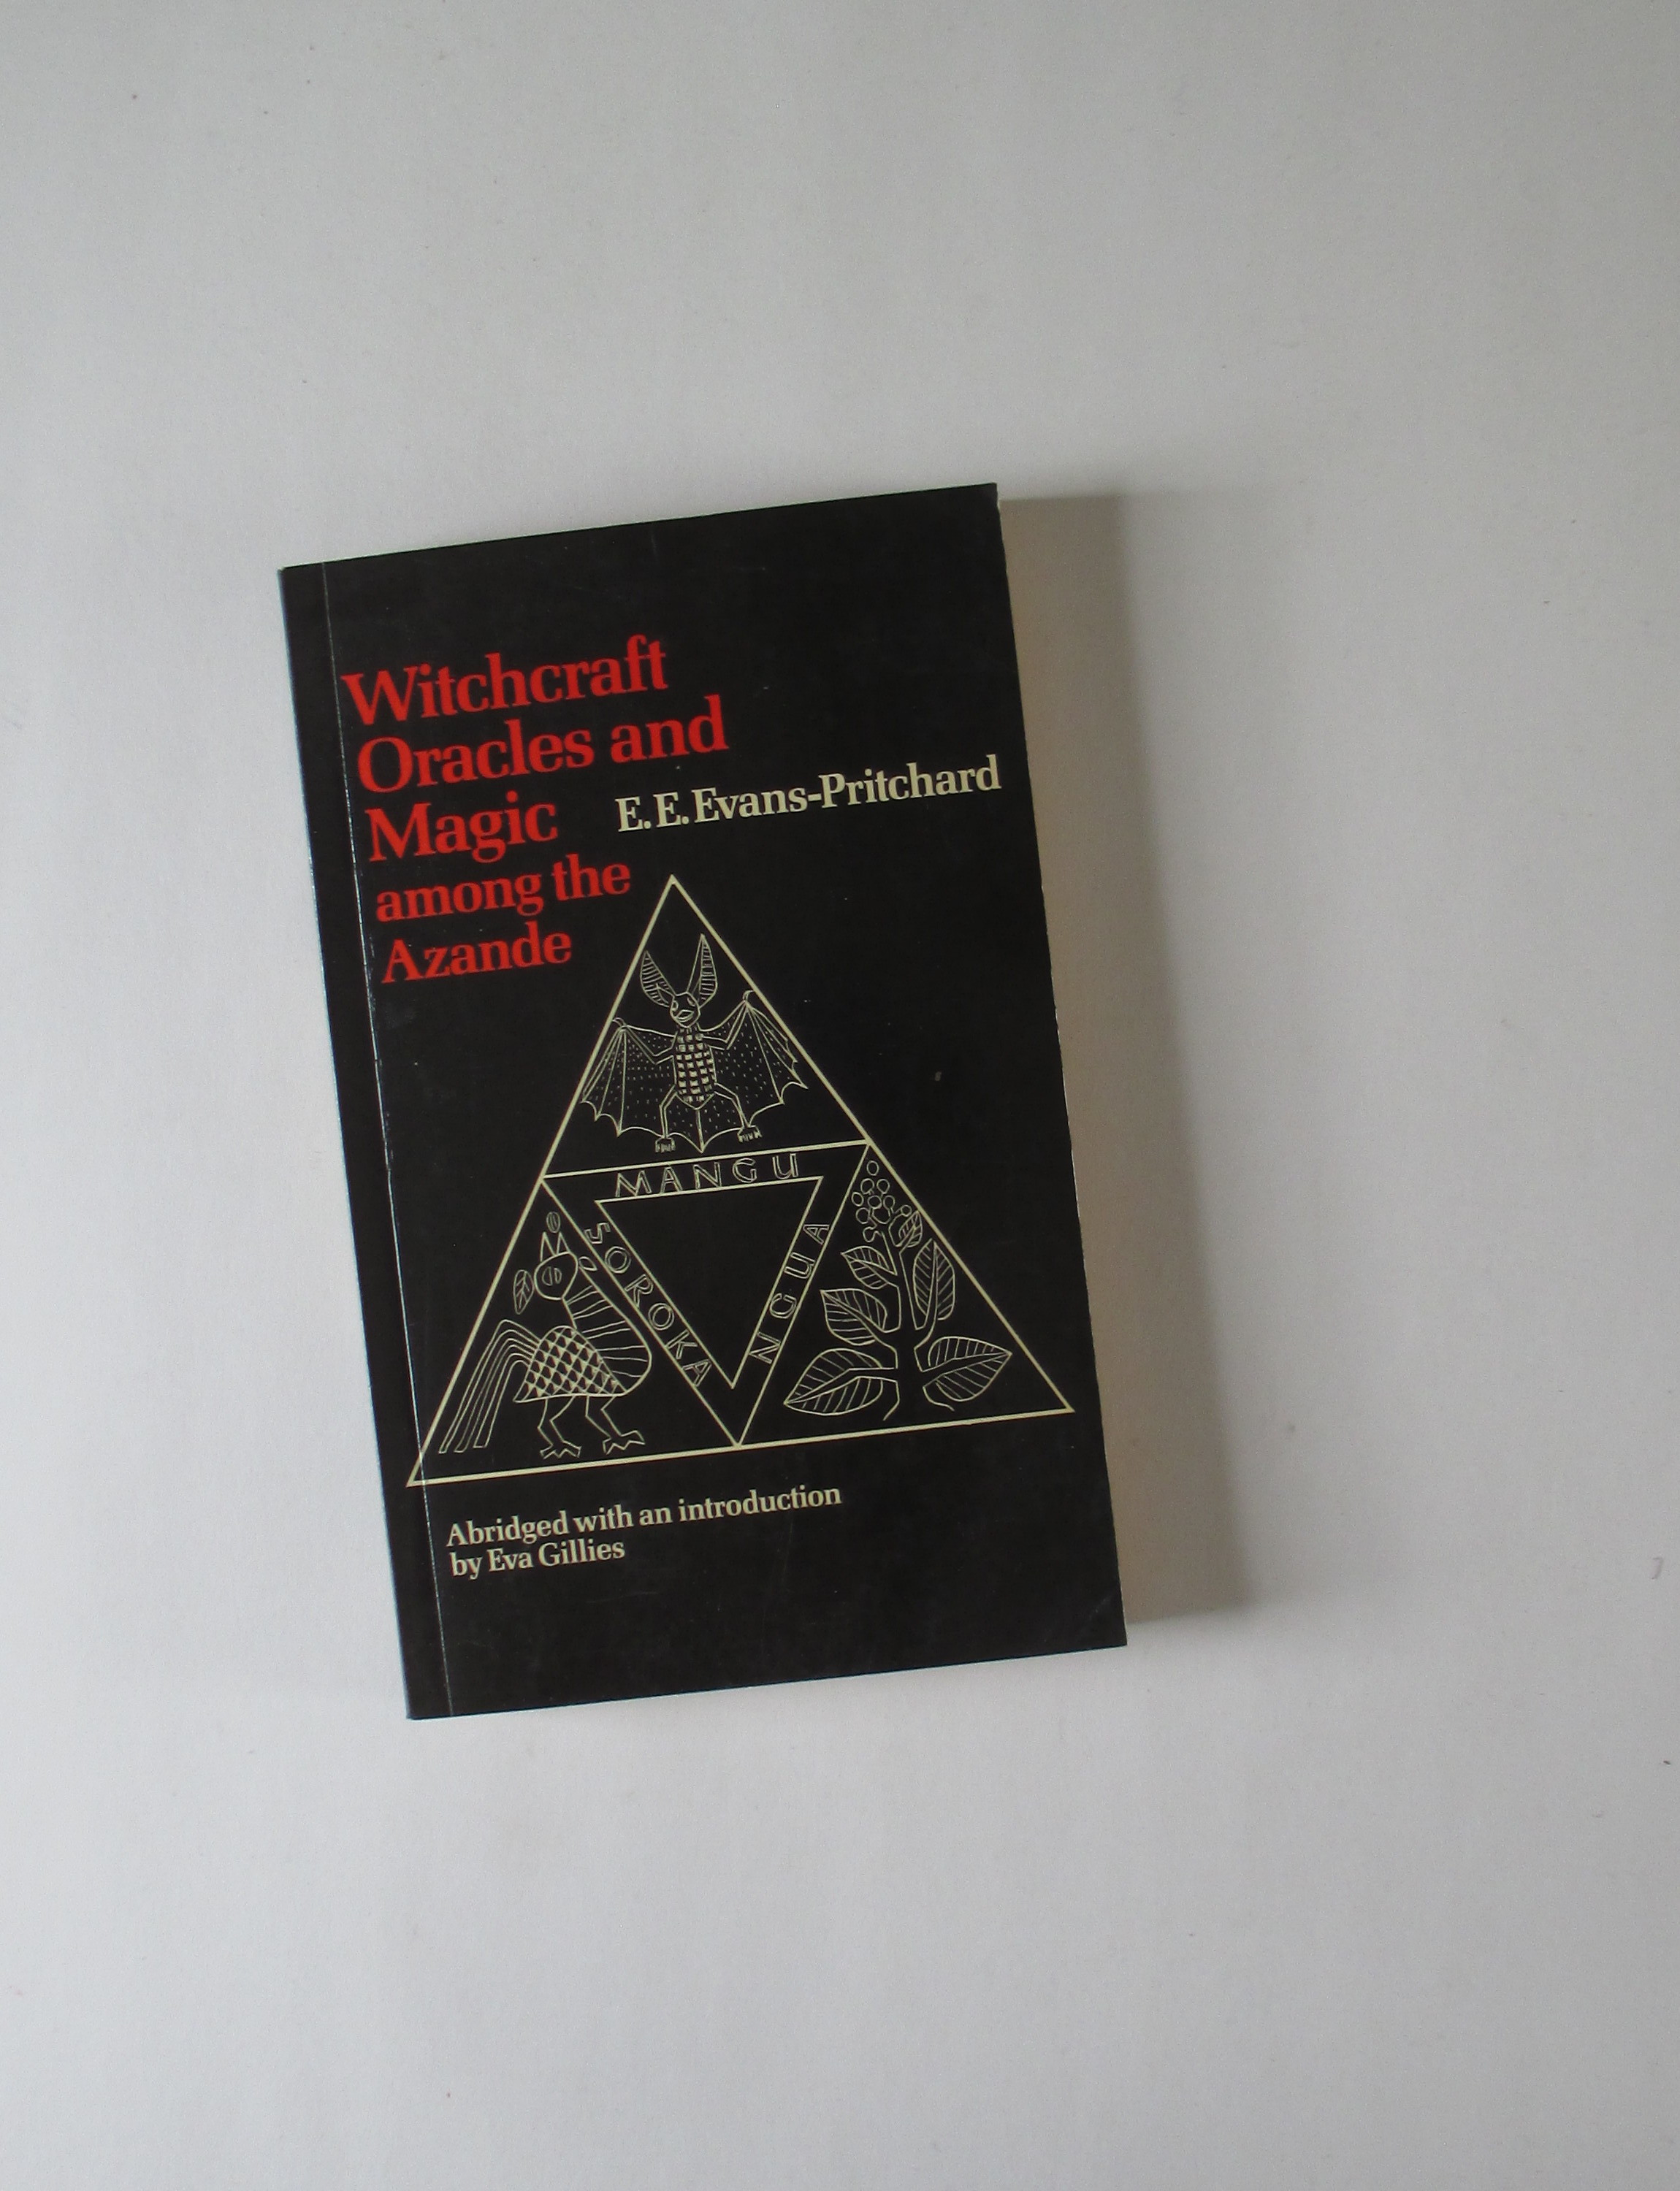 Witchcraft
Oracles and
Magic
among the
Azande
E. E. Evans-Pritchard
MANGU
SOROKA
NGUA
Abridged with an introduction
by Eva Gillies